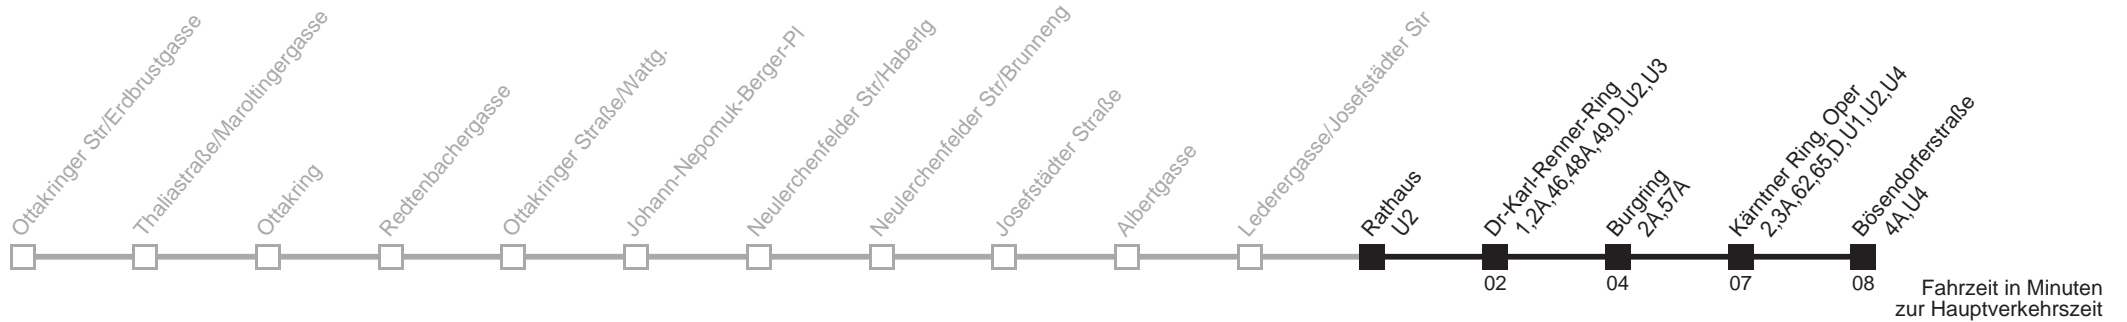 Ottakringer Str/Erdbrustgasse
Thaliastraße/Maroltingergasse
Ottakring
Redtenbachergasse
Ottakringer Straße/Wattg.
Johann-Nepomuk-Berger-Pl
Neulerchenfelder Str/Haberlg
Neulerchenfelder Str/Brunneng
Josefstädter Straße
Albertgasse
Lederergasse/Josefstädter Str
Rathaus
U2
Dr-Karl-Renner-Ring
1,2A,46,48A,49,D,U2,U3
Burgring
2A,57A
Kärntner Ring, Oper
2,3A,62,65,D,U1,U2,U4
Bösendorferstraße
4A,U4
02
04
07
08
Fahrzeit in Minuten
zur Hauptverkehrszeit